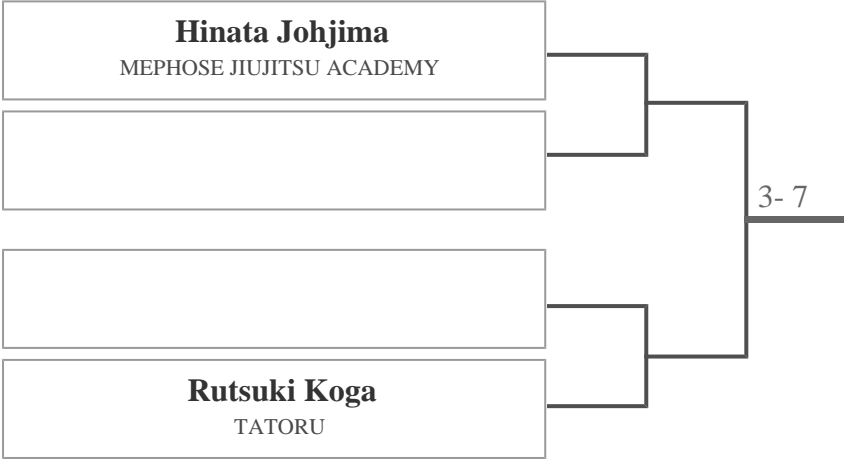 Hinata Johjima
MEPHOSE JIUJITSU ACADEMY
3- 7
Rutsuki Koga
TATORU